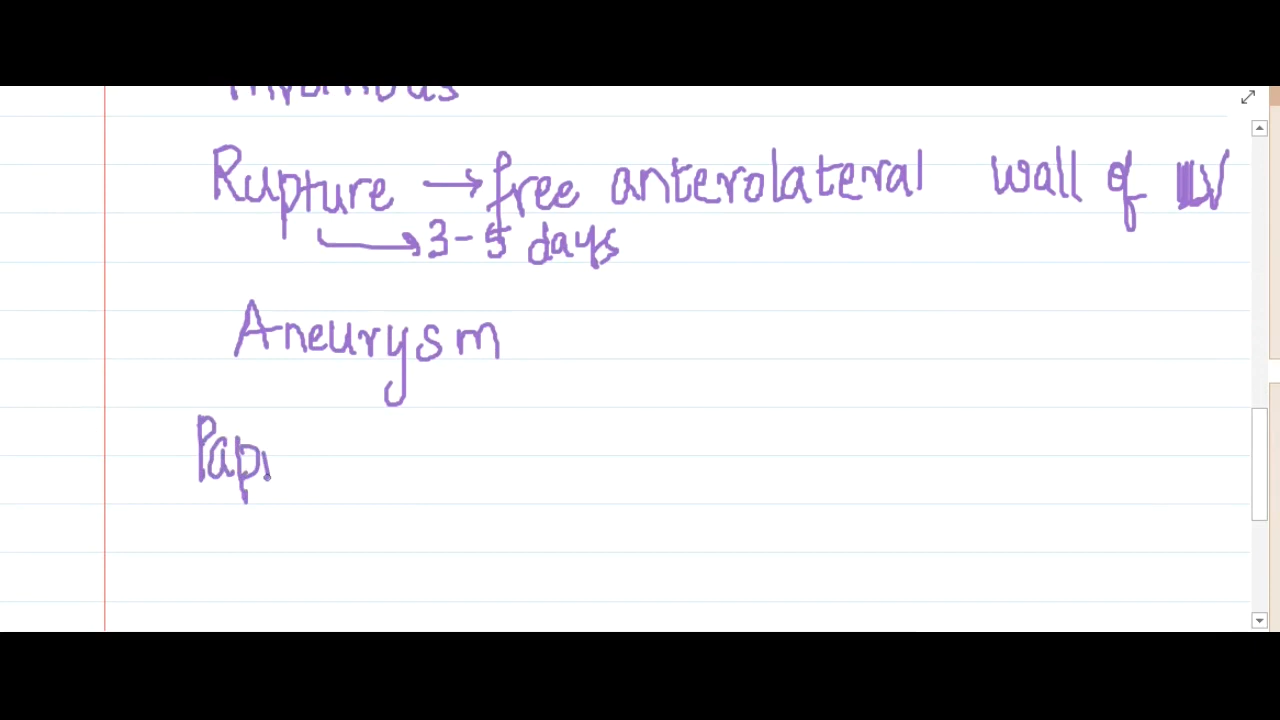 Rupture → free anterolateral wall of LV
→ 3-5 days
Aneurysm
Pap